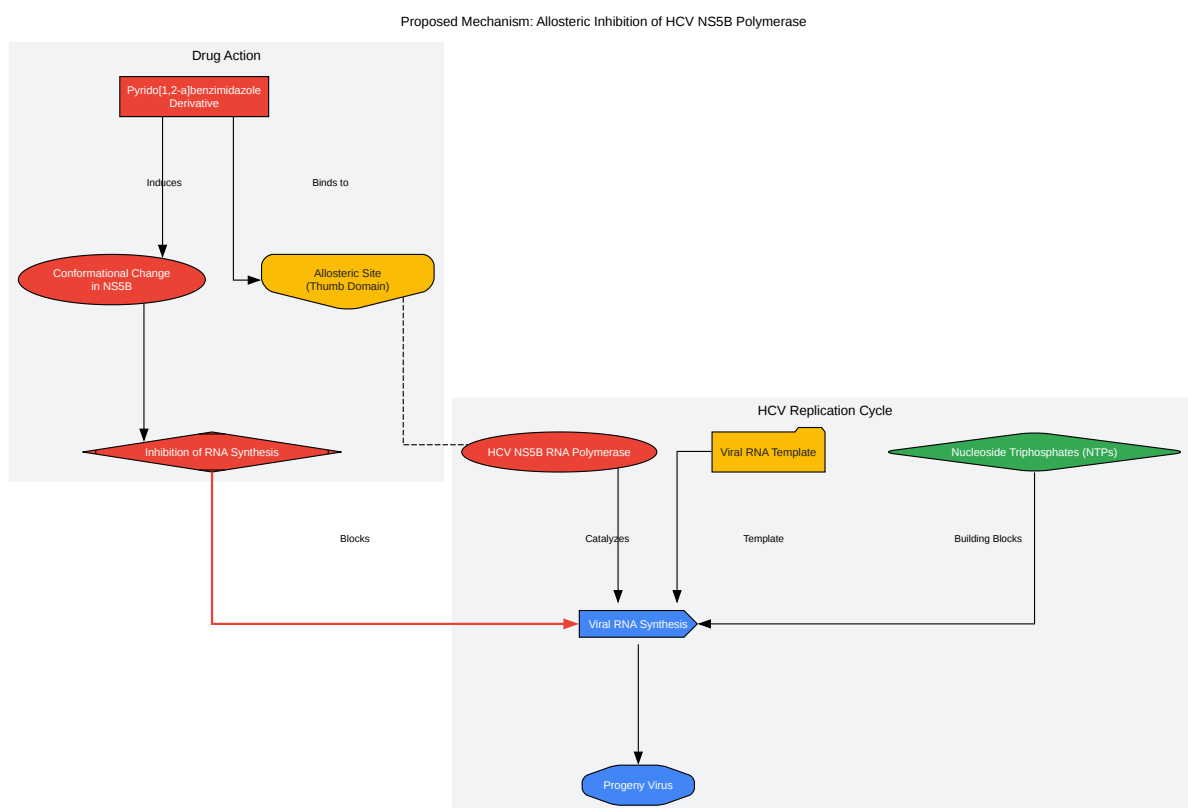 Proposed Mechanism: Allosteric Inhibition of HCV NS5B Polymerase
Drug Action
Pyrido[1,2-a]benzimidazole
Derivative
Induces
Binds to
Conformational Change
in NS5B
Allosteric Site
(Thumb Domain)
HCV Replication Cycle
Inhibition of RNA Synthesis
HCV NS5B RNA Polymerase
Viral RNA Template
Nucleoside Triphosphates (NTPs)
Blocks
Catalyzes
Template
Building Blocks
Viral RNA Synthesis
Progeny Virus